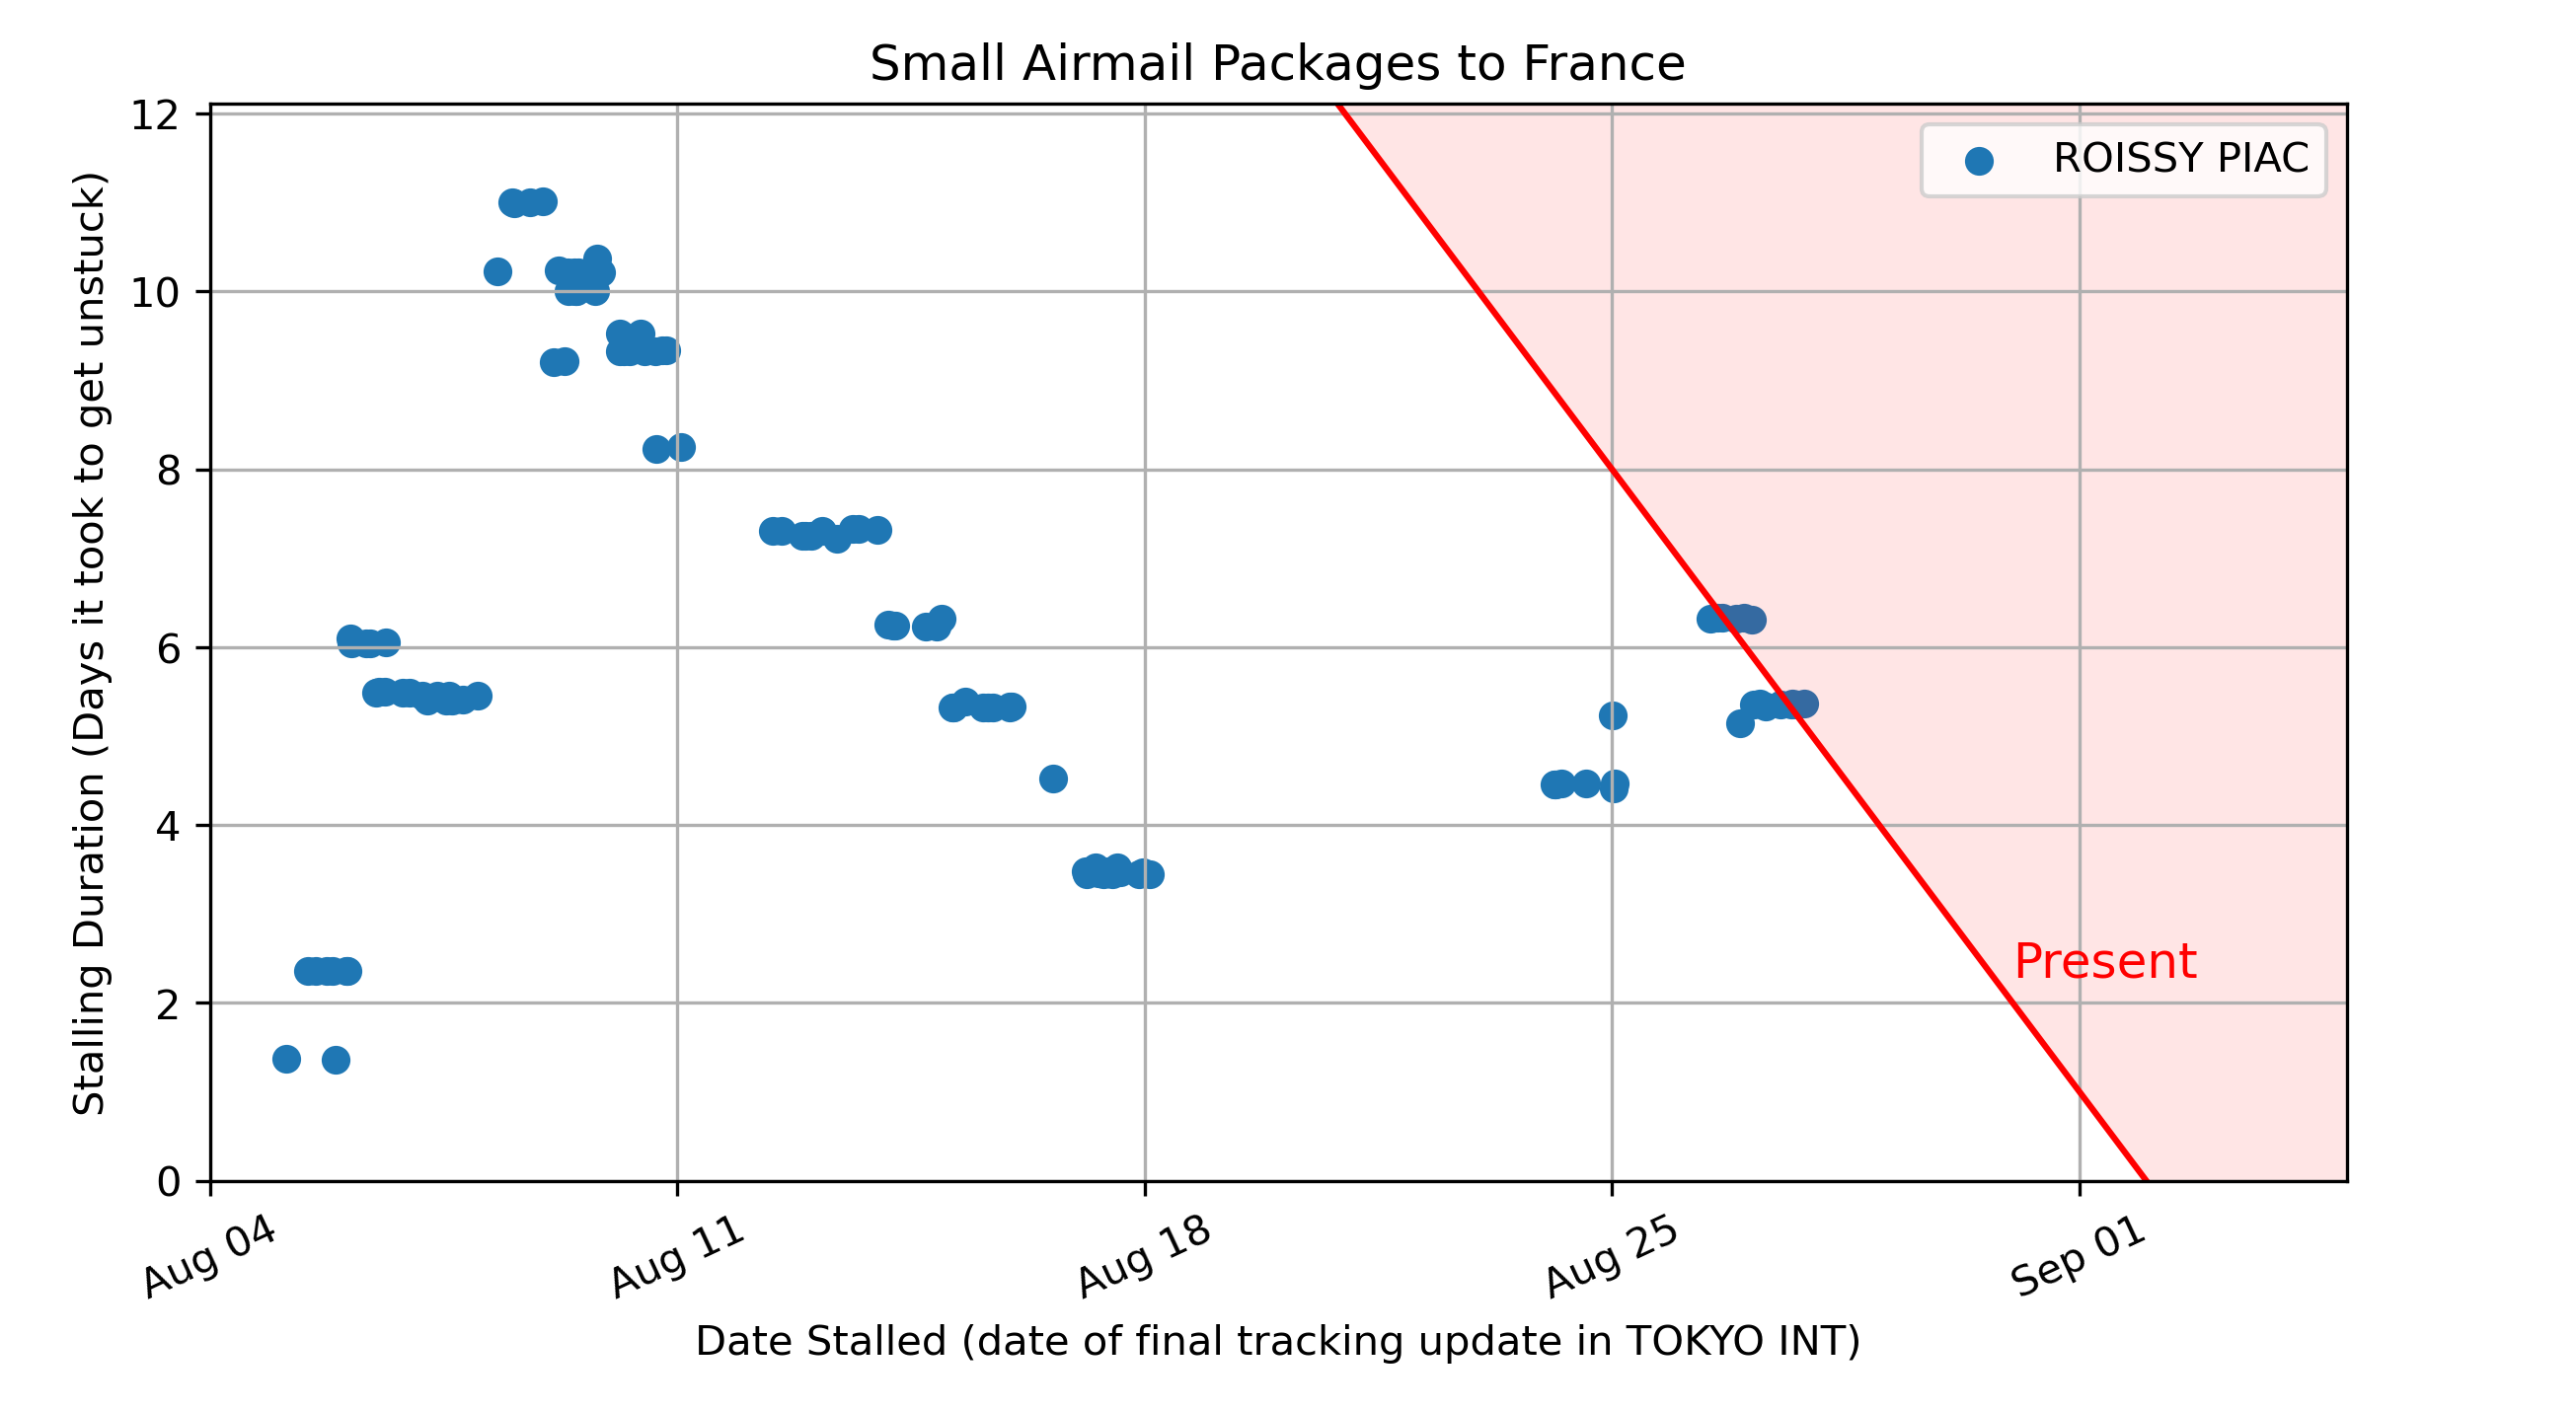 Small Airmail Packages to France
Stalling Duration (Days it took to get unstuck)
12
10
8
6
4
2
0
ROISSY PIAC
Present
Aug 04
Aug 11
Aug 18
Aug 25
Sep 01
Date Stalled (date of final tracking update in TOKYO INT)